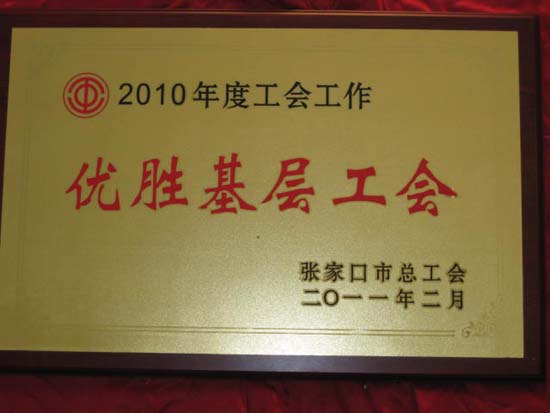 2010年度工会工作
优胜基层工会
张家口市总工会
二〇一一年二月